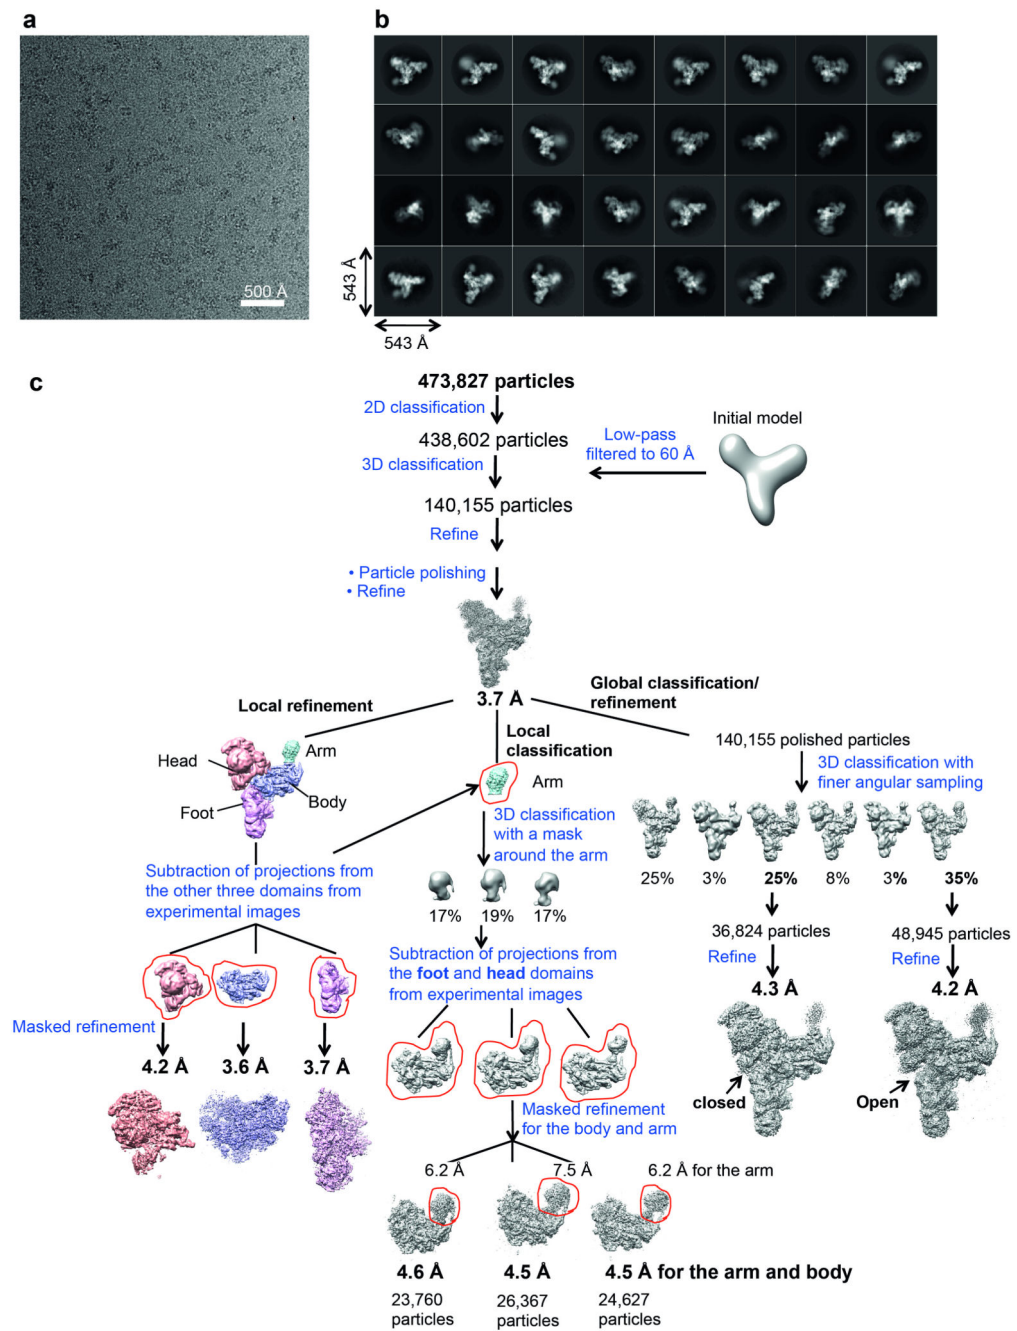 a
b
500 Å
543 Å
543 Å
c
473,827 particles
2D classification
438,602 particles
3D classification
140,155 particles
Refine
• Particle polishing
• Refine
Initial model
Low-pass
filtered to 60 Å
3.7 Å
Local refinement
Head
Arm
Foot
Body
Subtraction of projections from
the other three domains from
experimental images
Masked refinement
4.2 Å
3.6 Å
3.7 Å
Local
classification
Arm
3D classification
with a mask
around the arm
17%
19%
17%
Subtraction of projections from
the foot and head domains
from experimental images
Masked refinement
for the body and arm
6.2 Å
7.5 Å
6.2 Å for the arm
4.6 Å
4.5 Å
4.5 Å for the arm and body
23,760
particles
26,367
particles
24,627
particles
Global classification/
refinement
140,155 polished particles
3D classification with
finer angular sampling
25%
3%
25%
8%
3%
35%
36,824 particles
48,945 particles
Refine
Refine
4.3 Å
4.2 Å
closed
Open